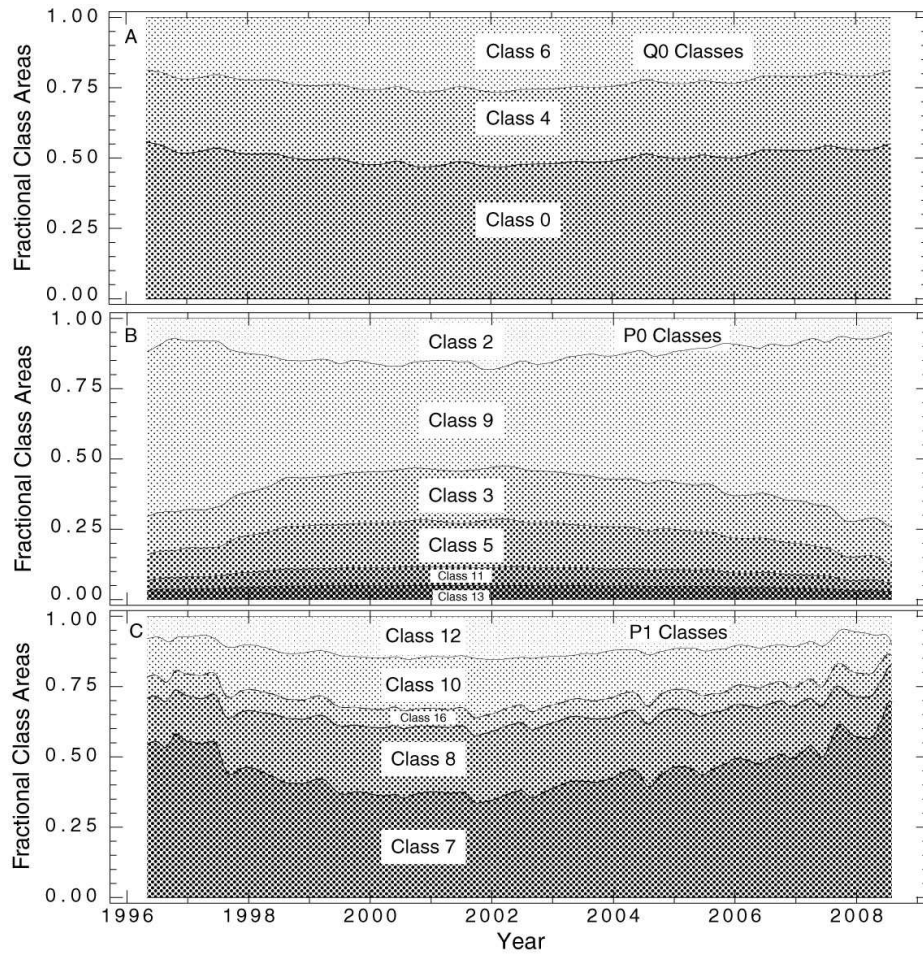 A
Class 6
Q0 Classes
Class 4
Class 0
Fractional Class Areas
1.00
0.75
0.50
0.25
0.00
B
Class 2
P0 Classes
Class 9
Class 3
Class 5
Class 11
Class 13
Fractional Class Areas
1.00
0.75
0.50
0.25
0.00
C
Class 12
P1 Classes
Class 10
Class 16
Class 8
Class 7
Fractional Class Areas
1.00
0.75
0.50
0.25
0.00
1996 1998 2000 2002 2004 2006 2008
Year